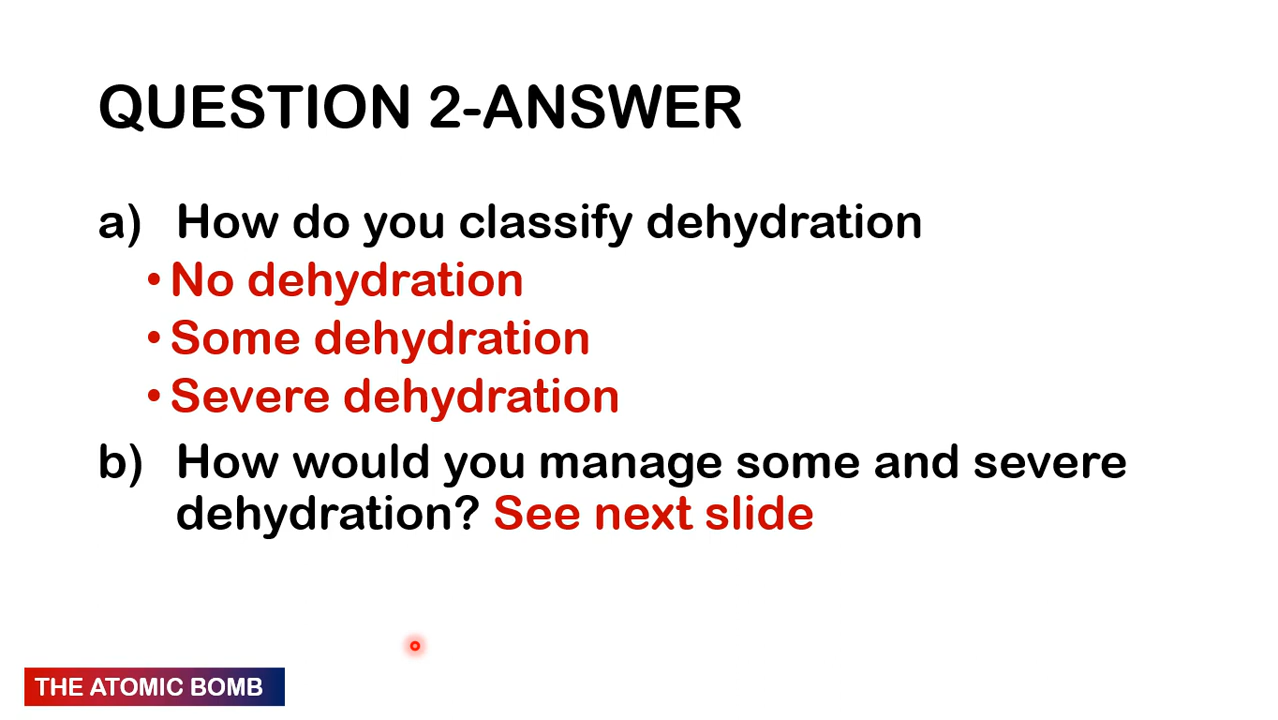 QUESTION 2-ANSWER
a) How do you classify dehydration
• No dehydration
• Some dehydration
• Severe dehydration
b) How would you manage some and severe
dehydration? See next slide
THE ATOMIC BOMB